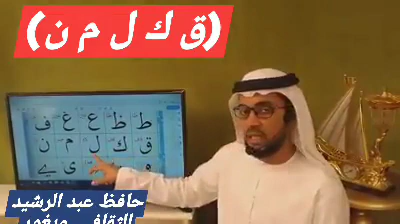 (ق ك ل م ن)
ط ظ ع غ ف
ق ك ل م ن
ي ے
حافظ عبد الرشيد